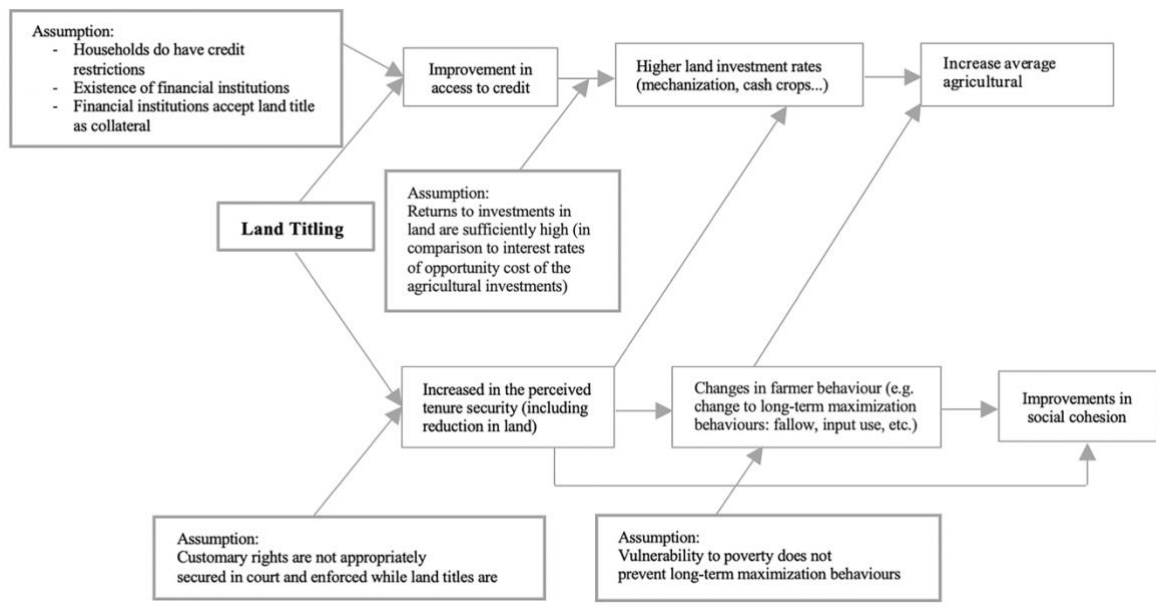 Assumption:
- Households do have credit
restrictions
- Existence of financial institutions
- Financial institutions accept land title
as collateral
Improvement in
access to credit
Higher land investment rates
(mechanization, cash crops...)
Increase average
agricultural
Assumption:
Returns to investments in
land are sufficiently high (in
comparison to interest rates
of opportunity cost of the
agricultural investments)
Land Titling
Increased in the perceived
tenure security (including
reduction in land)
Changes in farmer behaviour (e.g.
change to long-term maximization
behaviours: fallow, input use, etc.)
Improvements in
social cohesion
Assumption:
Customary rights are not appropriately
secured in court and enforced while land titles are
Assumption:
Vulnerability to poverty does not
prevent long-term maximization behaviours